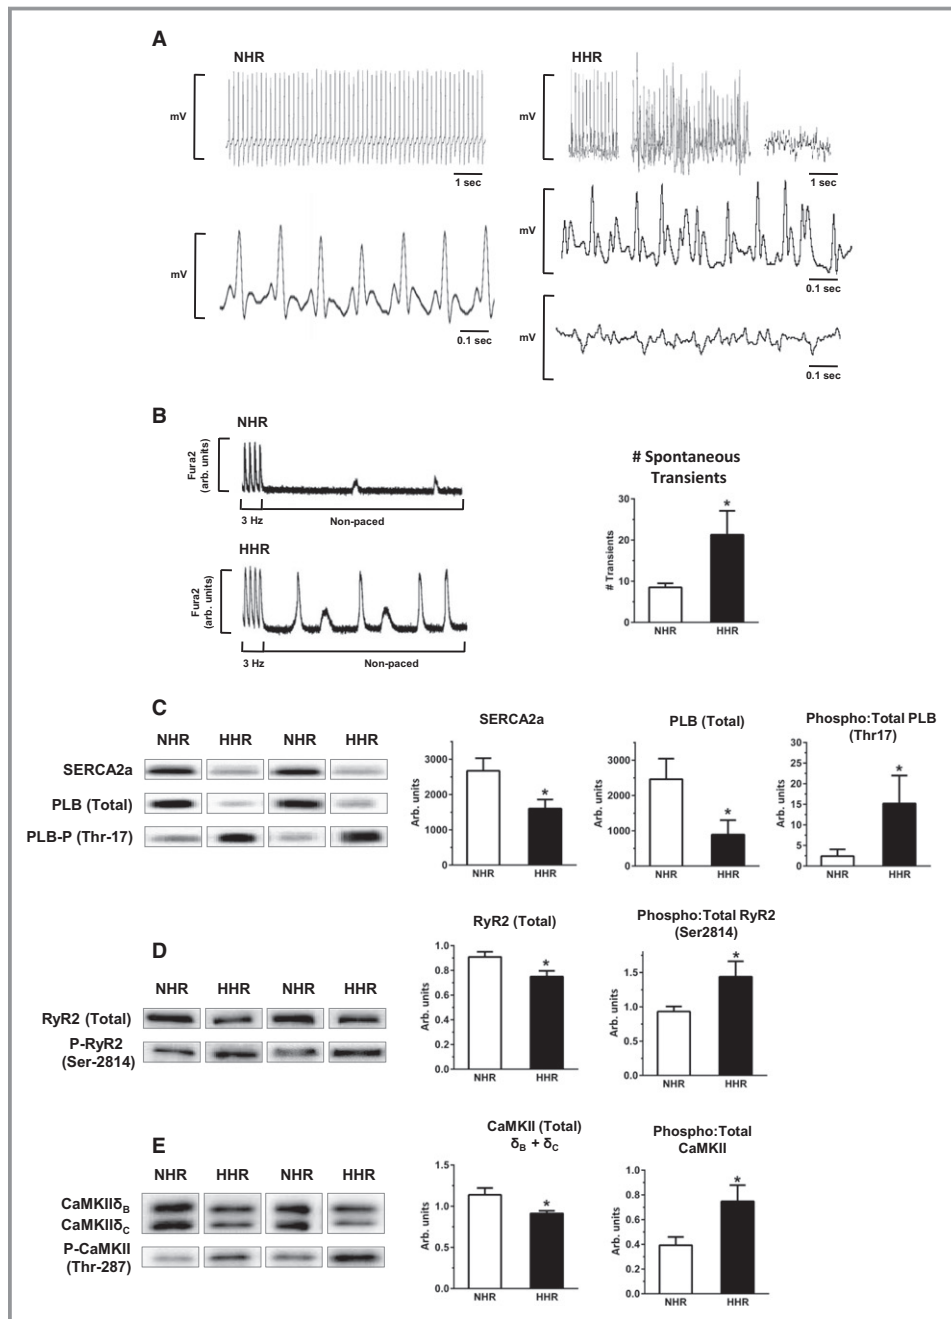 A
NHR
HHR
mV
mV
1 sec
1 sec
mV
mV
0.1 sec
0.1 sec
mV
0.1 sec
B
NHR
Fura2
(arb. units)
3 Hz
Non-paced
HHR
Fura2
(arb. units)
3 Hz
Non-paced
# Spontaneous
Transients
# Transients
30
20
10
0
NHR
HHR
*
C
NHR
HHR
NHR
HHR
SERCA2a
PLB (Total)
PLB-P (Thr-17)
SERCA2a
Arb. units
3000
2000
1000
0
*
NHR
HHR
PLB (Total)
Arb. units
3000
2000
1000
0
*
NHR
HHR
Phospho:Total PLB
(Thr17)
Arb. units
30
25
20
15
10
5
0
*
NHR
HHR
D
NHR
HHR
NHR
HHR
RyR2 (Total)
P-RyR2
(Ser-2814)
RyR2 (Total)
Arb. units
1.0
0.8
0.6
0.4
0.2
0.0
*
NHR
HHR
Phospho:Total RyR2
(Ser2814)
Arb. units
1.5
1.0
0.5
0.0
*
NHR
HHR
E
NHR
HHR
NHR
HHR
CaMKIIδB
CaMKIIδC
P-CaMKII
(Thr-287)
CaMKII (Total)
δB + δC
Arb. units
1.5
1.0
0.5
0.0
*
NHR
HHR
Phospho:Total
CaMKII
Arb. units
1.0
0.8
0.6
0.4
0.2
0.0
*
NHR
HHR